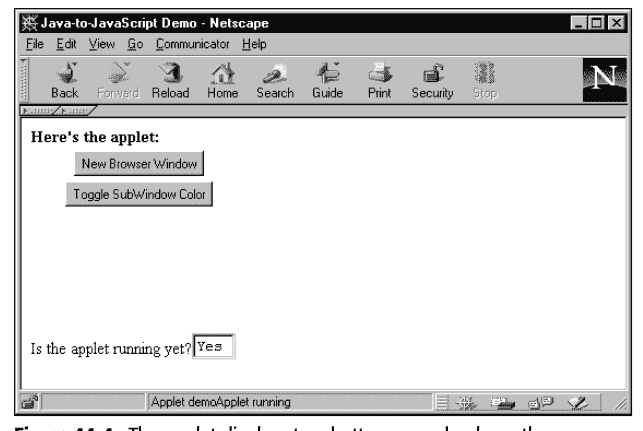 Java-to-JavaScript Demo - Netscape
File Edit View Go Communicator Help
Back Forward Reload Home Search Guide Print Security Stop
N
Here's the applet:
New Browser Window
Toggle SubWindow Color
Is the applet running yet? Yes
Applet demoApplet running